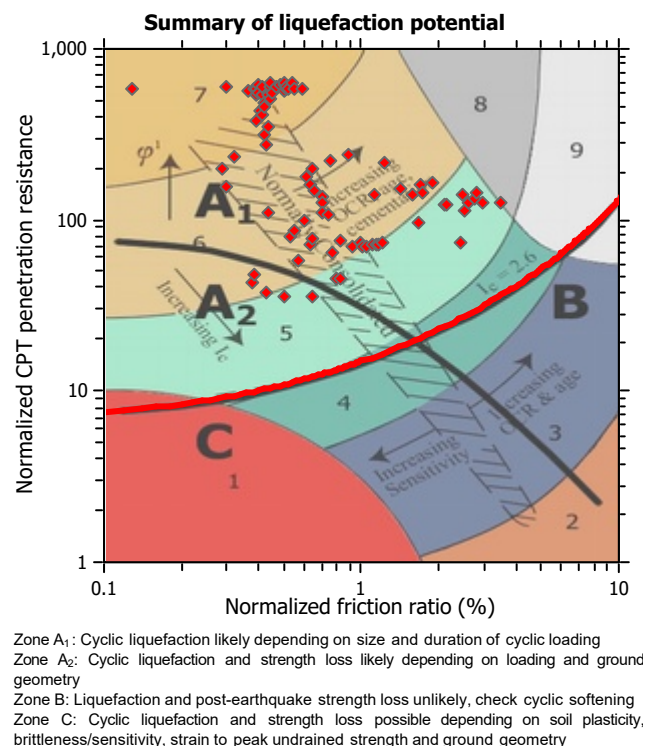 Summary of liquefaction potential
1,000
100
10
1
Normalized CPT penetration resistance
7
8
9
φ¹
A₁
Increasing
OCR & age,
cementation
Normally Consolidated
6
A₂
Increasing Ic
5
Ic = 2.6
B
4
Increasing
OCR & age
3
C
1
Increasing
Sensitivity
2
0.1
1
10
Normalized friction ratio (%)
Zone A₁: Cyclic liquefaction likely depending on size and duration of cyclic loading
Zone A₂: Cyclic liquefaction and strength loss likely depending on loading and ground
geometry
Zone B: Liquefaction and post-earthquake strength loss unlikely, check cyclic softening
Zone C: Cyclic liquefaction and strength loss possible depending on soil plasticity,
brittleness/sensitivity, strain to peak undrained strength and ground geometry